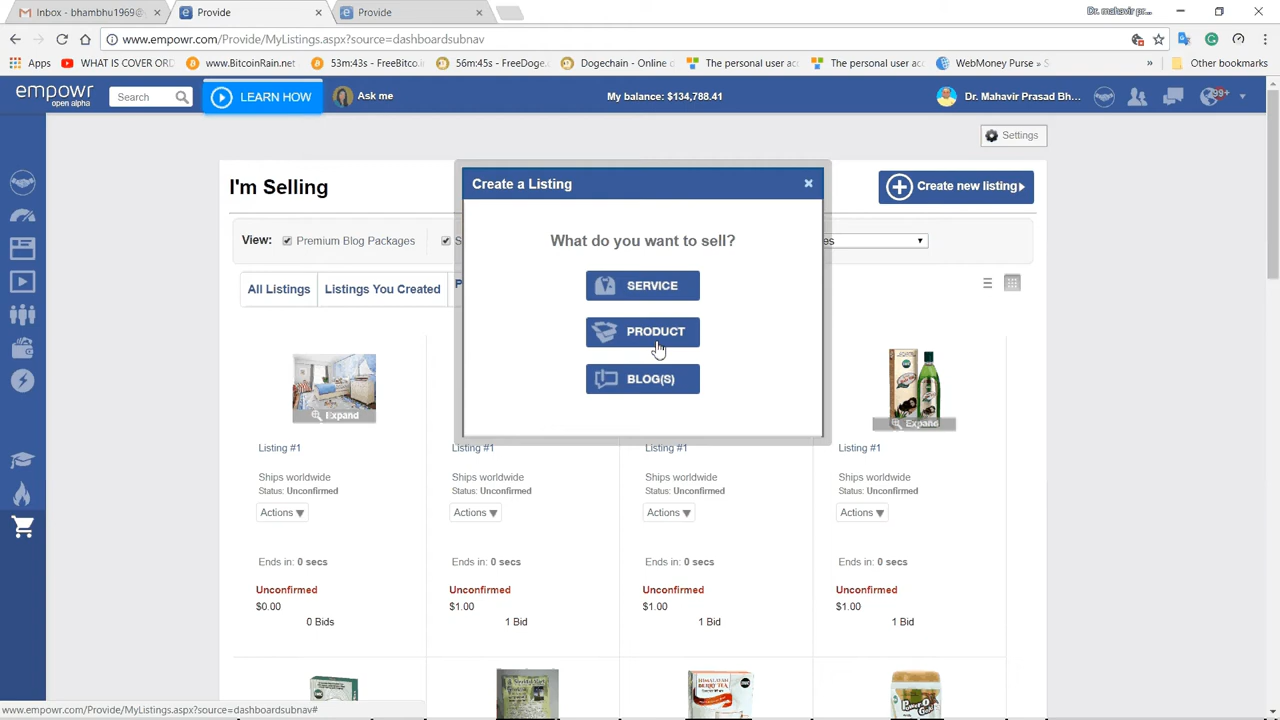 Inbox - bhambhu1969@
Provide
Provide
Dr. mahavir pr...
www.empowr.com/Provide/MyListings.aspx?source=dashboardsubnav
Apps
WHAT IS COVER ORD
www.BitcoinRain.net
53m:43s - FreeBitco.i
56m:45s - FreeDoge.
Dogechain - Online d
The personal user acc
The personal user acc
WebMoney Purse » S
»
Other bookmarks
empowr
open alpha
Search
LEARN HOW
Ask me
My balance: $134,788.41
Dr. Mahavir Prasad Bh...
99+
Settings
I'm Selling
Create a Listing
Create new listing
What do you want to sell?
View:
Premium Blog Packages
S
es
SERVICE
PRODUCT
BLOG(S)
All Listings
Listings You Created
P
Expand
Expand
Listing #1
Listing #1
Listing #1
Listing #1
Ships worldwide
Ships worldwide
Ships worldwide
Ships worldwide
Status: Unconfirmed
Status: Unconfirmed
Status: Unconfirmed
Status: Unconfirmed
Actions ▼
Actions ▼
Actions ▼
Actions ▼
Ends in: 0 secs
Ends in: 0 secs
Ends in: 0 secs
Ends in: 0 secs
Unconfirmed
Unconfirmed
Unconfirmed
Unconfirmed
$0.00
$1.00
$1.00
$1.00
0 Bids
1 Bid
1 Bid
1 Bid
HIMALAYAN
BERRY TEA
www.empowr.com/Provide/MyListings.aspx?source=dashboardsubnav#